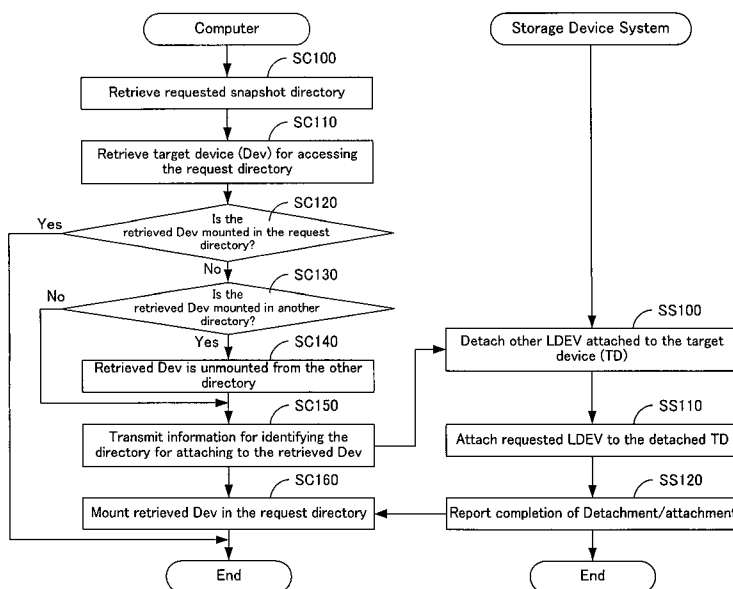 Computer
SC100
Retrieve requested snapshot directory
SC110
Retrieve target device (Dev) for accessing
the request directory
SC120
Yes
Is the
retrieved Dev mounted in the request
directory?
No
SC130
No
Is the
retrieved Dev mounted in another
directory?
Yes
SC140
Retrieved Dev is unmounted from the other
directory
SC150
Transmit information for identifying the
directory for attaching to the retrieved Dev
SC160
Mount retrieved Dev in the request directory
End
Storage Device System
SS100
Detach other LDEV attached to the target
device (TD)
SS110
Attach requested LDEV to the detached TD
SS120
Report completion of Detachment/attachment
End